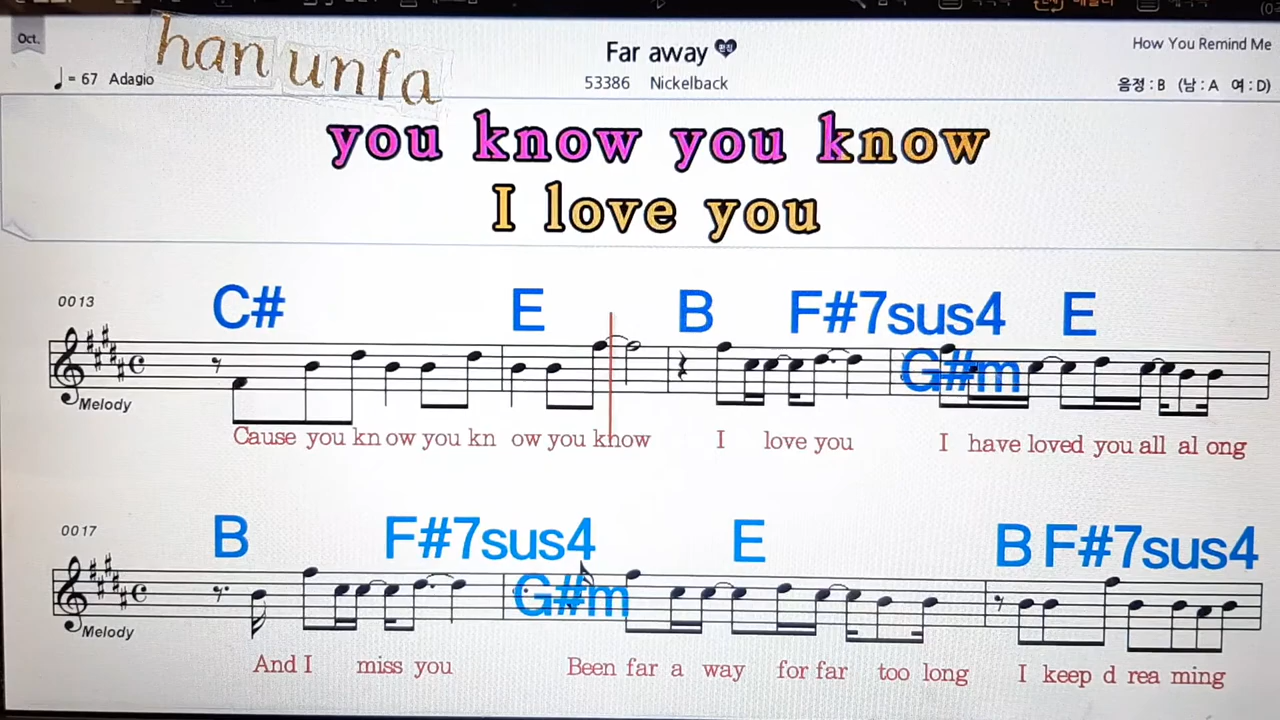 Oct.
han unfa
Far away 편집
How You Remind Me
♩= 67 Adagio
53386 Nickelback
음정 : B (남 : A 여 : D)
you know you know
I love you
0013
C# E B F#7sus4 E
G#m
Melody
Cause you kn ow you kn ow you know I love you I have loved you all al ong
0017
B F#7sus4 E B F#7sus4
G#m
Melody
And I miss you Been far a way for far too long I keep d rea ming